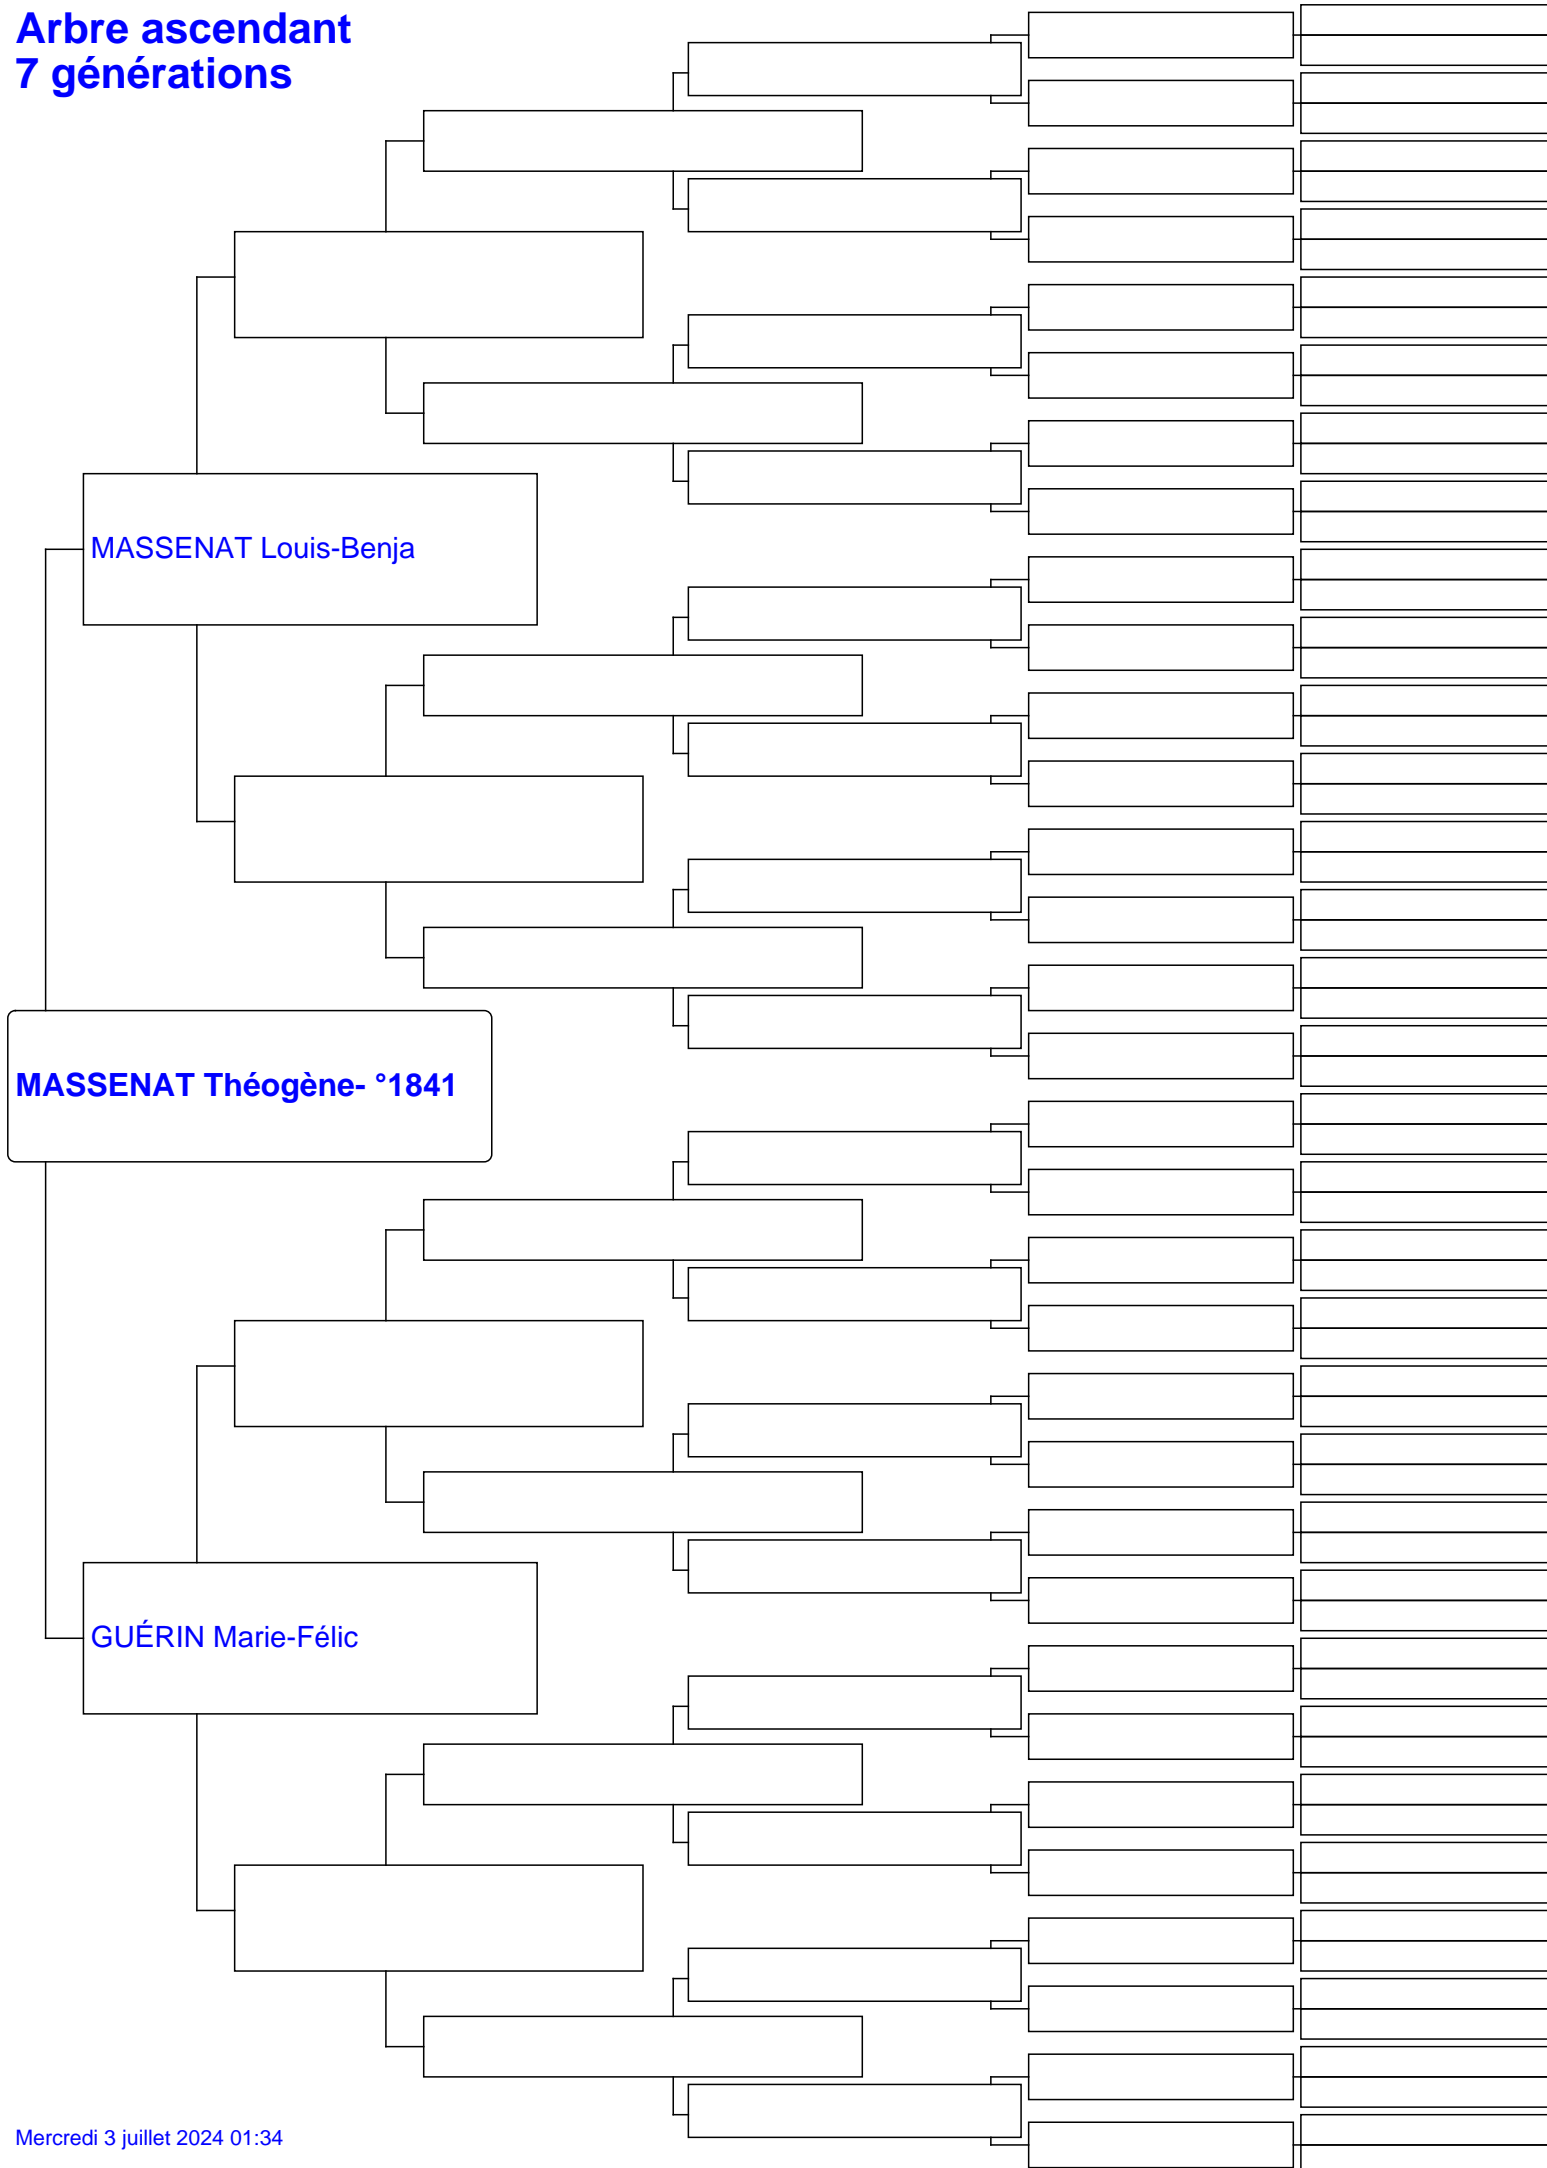 Arbre ascendant
7 générations
MASSENAT Louis-Benja
MASSENAT Théogène- °1841
GUÉRIN Marie-Félic
Mercredi 3 juillet 2024 01:34